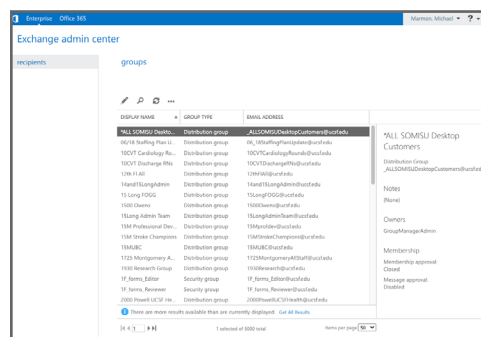 Enterprise Office 365 Marmon, Michael ?
Exchange admin center
recipients
groups
DISPLAY NAME GROUP TYPE EMAIL ADDRESS
*ALL SOMISU Deskto... Distribution group _ALLSOMISUDesktopCustomers@ucsf.edu
06/18 Staffing Plan U... Distribution group 06_18StaffingPlanUpdate@ucsf.edu
10CVT Cardiology Ro... Distribution group 10CVTCardiologyRounds@ucsf.edu
10CVT Discharge RNs Distribution group 10CVTDischargeRNs@ucsf.edu
12th Fl All Distribution group 12thFlAll@ucsf.edu
14and15LongAdmin Distribution group 14and15LongAdmin@ucsf.edu
15 Long FOGG Distribution group 15LongFOGG@ucsf.edu
1500 Owens Distribution group 1500Owens@ucsf.edu
15Long Admin Team Distribution group 15LongAdminTeam@ucsf.edu
15M Professional Dev... Distribution group 15Mprofdev@ucsf.edu
15M Stroke Champions Distribution group 15MStrokeChampions@ucsf.edu
15MUBC Distribution group 15MUBC@ucsf.edu
1725 Montgomery A... Distribution group 1725MontgomeryAllStaff@ucsf.edu
1930 Research Group Distribution group 1930Research@ucsf.edu
1F_forms_Editor Security group 1F_forms_Editor@ucsf.edu
1F_forms_Reviewer Security group 1F_forms_Reviewer@ucsf.edu
2000 Powell UCSF He... Distribution group 2000PowellUCSFHealth@ucsf.edu
There are more results available than are currently displayed. Get All Results
1 1 selected of 5000 total Items per page 50
*ALL SOMISU Desktop
Customers
Distribution Group
_ALLSOMISUDesktopCustomers@ucsf.ed
Notes
(None)
Owners
GroupManagerAdmin
Membership
Membership approval:
Closed
Message approval:
Disabled